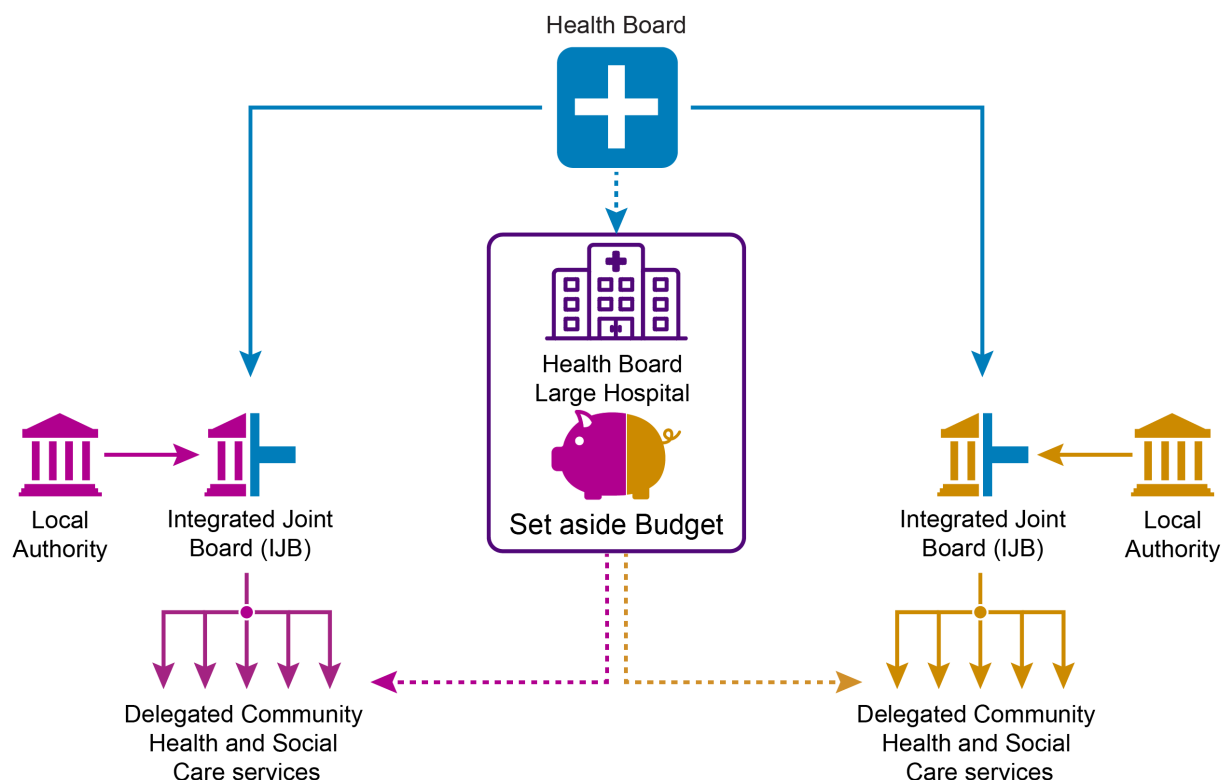 Health Board
Health Board
Large Hospital
Set aside Budget
Local
Authority
Integrated Joint
Board (IJB)
Integrated Joint
Board (IJB)
Local
Authority
Delegated Community
Health and Social
Care services
Delegated Community
Health and Social
Care services